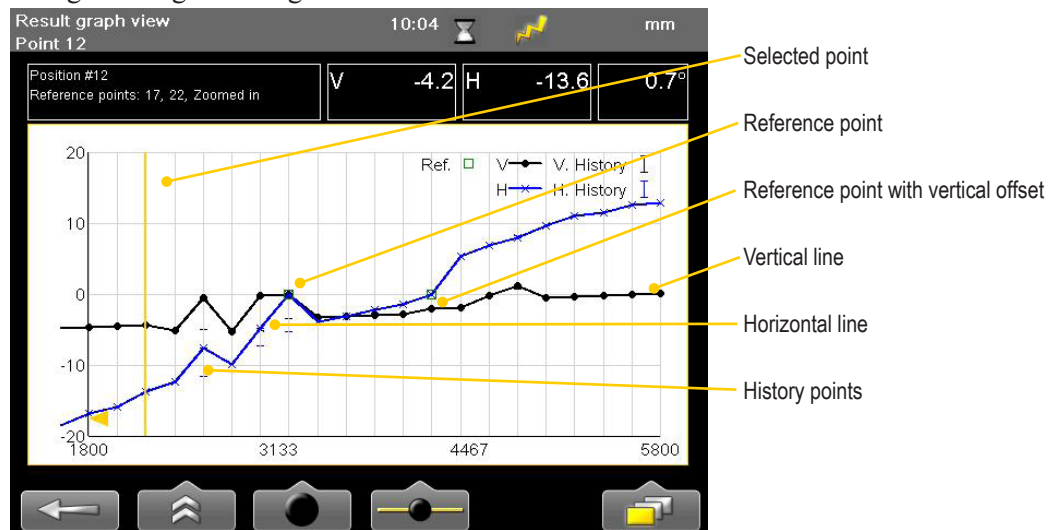 Result graph view 10:04 mm
Point 12
Position #12
Reference points: 17, 22, Zoomed in
V -4.2 H -13.6 0.7°
Selected point
Reference point
Reference point with vertical offset
Vertical line
Horizontal line
History points
Ref. V V. History
H H. History
20
10
0
-10
-20
1800 3133 4467 5800